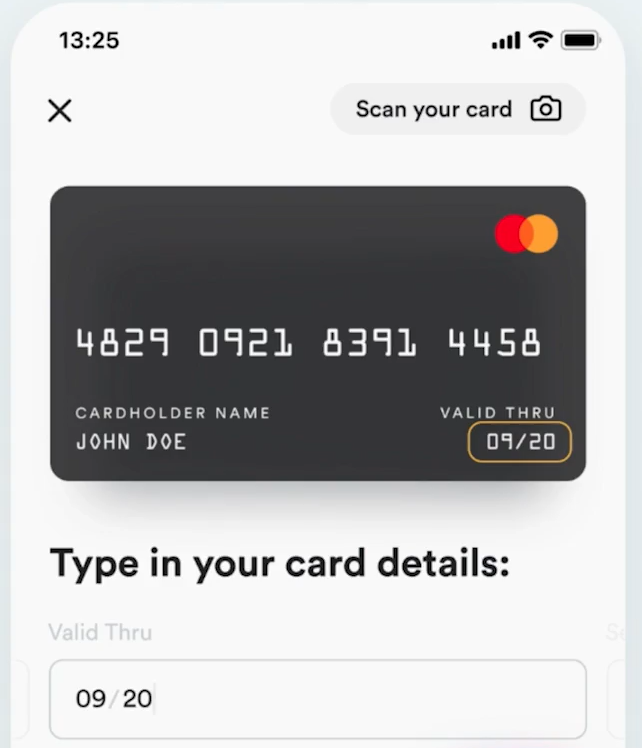 13:25
Scan your card
4829 0921 8391 4458
CARDHOLDER NAME
VALID THRU
JOHN DOE
09/20
Type in your card details:
Valid Thru
09/20